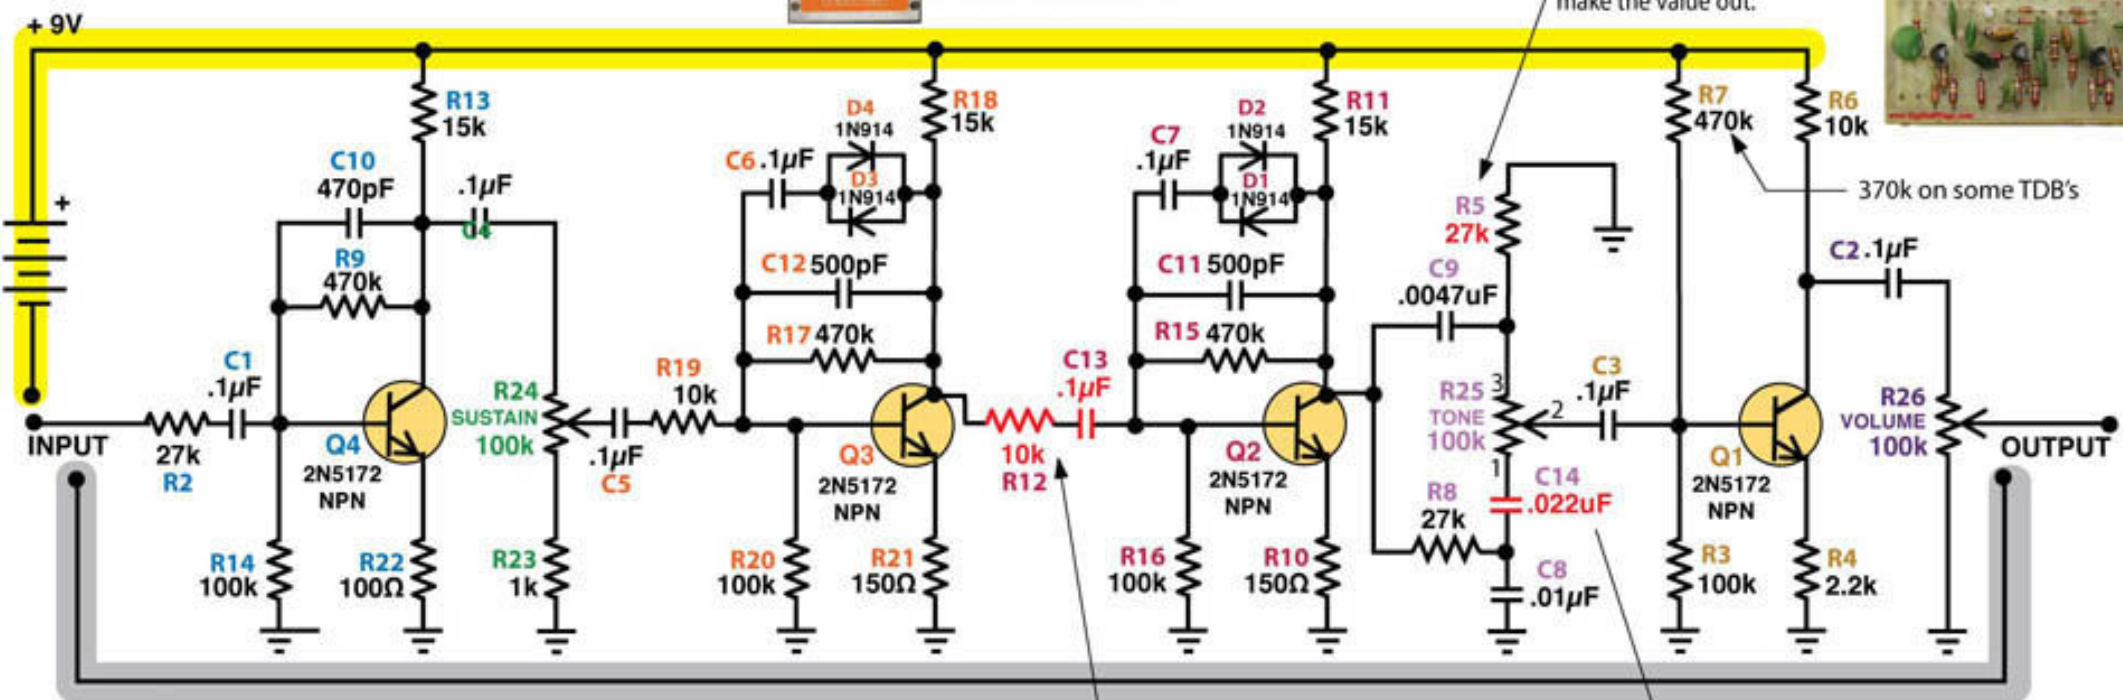 make the value out.
+ 9V
R13
15k
D4
1N914
R18
15k
D2
1N914
R11
15k
R7
470k
R6
10k
C10
470pF
.1µF
C4
C6 .1µF
D3
1N914
C7
.1µF
D1
1N914
370k on some TDB's
+
R5
27k
R9
470k
C12 500pF
C11 500pF
C9
.0047uF
C2 .1µF
R17 470k
R15 470k
C1
.1µF
R19
10k
C13
.1µF
C3
.1µF
R24
SUSTAIN
100k
R25
TONE
100k
3
2
1
R26
VOLUME
100k
INPUT
27k
R2
Q4
2N5172
NPN
.1µF
C5
Q3
2N5172
NPN
10k
R12
Q2
2N5172
NPN
C14
.022uF
Q1
2N5172
NPN
OUTPUT
R8
27k
R14
100k
R22
100Ω
R23
1k
R20
100k
R21
150Ω
R16
100k
R10
150Ω
C8
.01µF
R3
100k
R4
2.2k